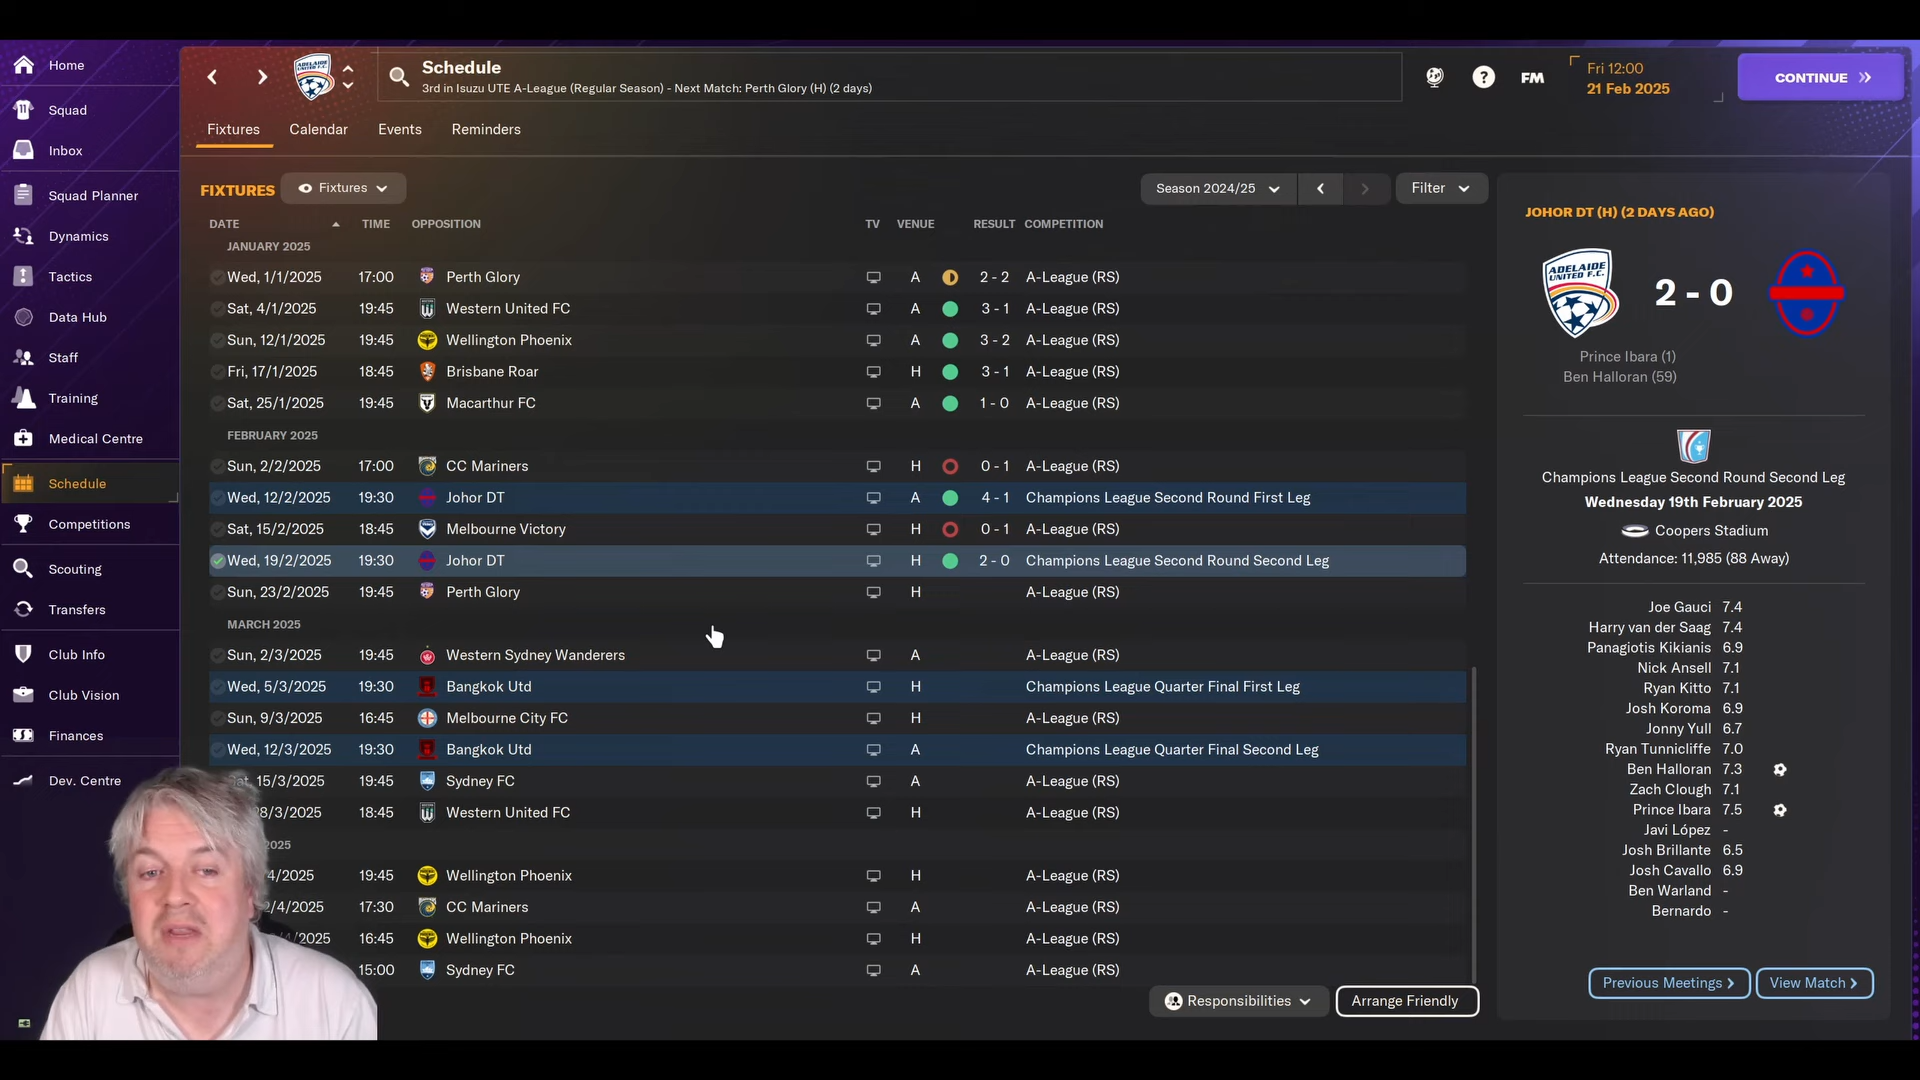 Home
Squad
Inbox
Squad Planner
Dynamics
Tactics
Data Hub
Staff
Training
Medical Centre
Schedule
Competitions
Scouting
Transfers
Club Info
Club Vision
Finances
Dev. Centre
ADELAIDE UNITED F.C.
Schedule
3rd in Isuzu UTE A-League (Regular Season) - Next Match: Perth Glory (H) (2 days)
? FM
Fri 12:00
21 Feb 2025
CONTINUE
Fixtures Calendar Events Reminders
FIXTURES Fixtures Season 2024/25 Filter
DATE TIME OPPOSITION TV VENUE RESULT COMPETITION
JANUARY 2025
Wed, 1/1/2025 17:00 Perth Glory A 2 - 2 A-League (RS)
Sat, 4/1/2025 19:45 Western United FC A 3 - 1 A-League (RS)
Sun, 12/1/2025 19:45 Wellington Phoenix A 3 - 2 A-League (RS)
Fri, 17/1/2025 18:45 Brisbane Roar H 3 - 1 A-League (RS)
Sat, 25/1/2025 19:45 Macarthur FC A 1 - 0 A-League (RS)
FEBRUARY 2025
Sun, 2/2/2025 17:00 CC Mariners H 0 - 1 A-League (RS)
Wed, 12/2/2025 19:30 Johor DT A 4 - 1 Champions League Second Round First Leg
Sat, 15/2/2025 18:45 Melbourne Victory H 0 - 1 A-League (RS)
Wed, 19/2/2025 19:30 Johor DT H 2 - 0 Champions League Second Round Second Leg
Sun, 23/2/2025 19:45 Perth Glory H A-League (RS)
MARCH 2025
Sun, 2/3/2025 19:45 Western Sydney Wanderers A A-League (RS)
Wed, 5/3/2025 19:30 Bangkok Utd H Champions League Quarter Final First Leg
Sun, 9/3/2025 16:45 Melbourne City FC H A-League (RS)
Wed, 12/3/2025 19:30 Bangkok Utd A Champions League Quarter Final Second Leg
15/3/2025 19:45 Sydney FC A A-League (RS)
8/3/2025 18:45 Western United FC H A-League (RS)
2025
4/2025 19:45 Wellington Phoenix H A-League (RS)
2/4/2025 17:30 CC Mariners A A-League (RS)
/2025 16:45 Wellington Phoenix H A-League (RS)
15:00 Sydney FC A A-League (RS)
Responsibilities Arrange Friendly
JOHOR DT (H) (2 DAYS AGO)
ADELAIDE UNITED F.C. 2 - 0
Prince Ibara (1)
Ben Halloran (59)
Champions League Second Round Second Leg
Wednesday 19th February 2025
Coopers Stadium
Attendance: 11,985 (88 Away)
Joe Gauci 7.4
Harry van der Saag 7.4
Panagiotis Kikianis 6.9
Nick Ansell 7.1
Ryan Kitto 7.1
Josh Koroma 6.9
Jonny Yull 6.7
Ryan Tunnicliffe 7.0
Ben Halloran 7.3
Zach Clough 7.1
Prince Ibara 7.5
Javi López -
Josh Brillante 6.5
Josh Cavallo 6.9
Ben Warland -
Bernardo -
Previous Meetings View Match